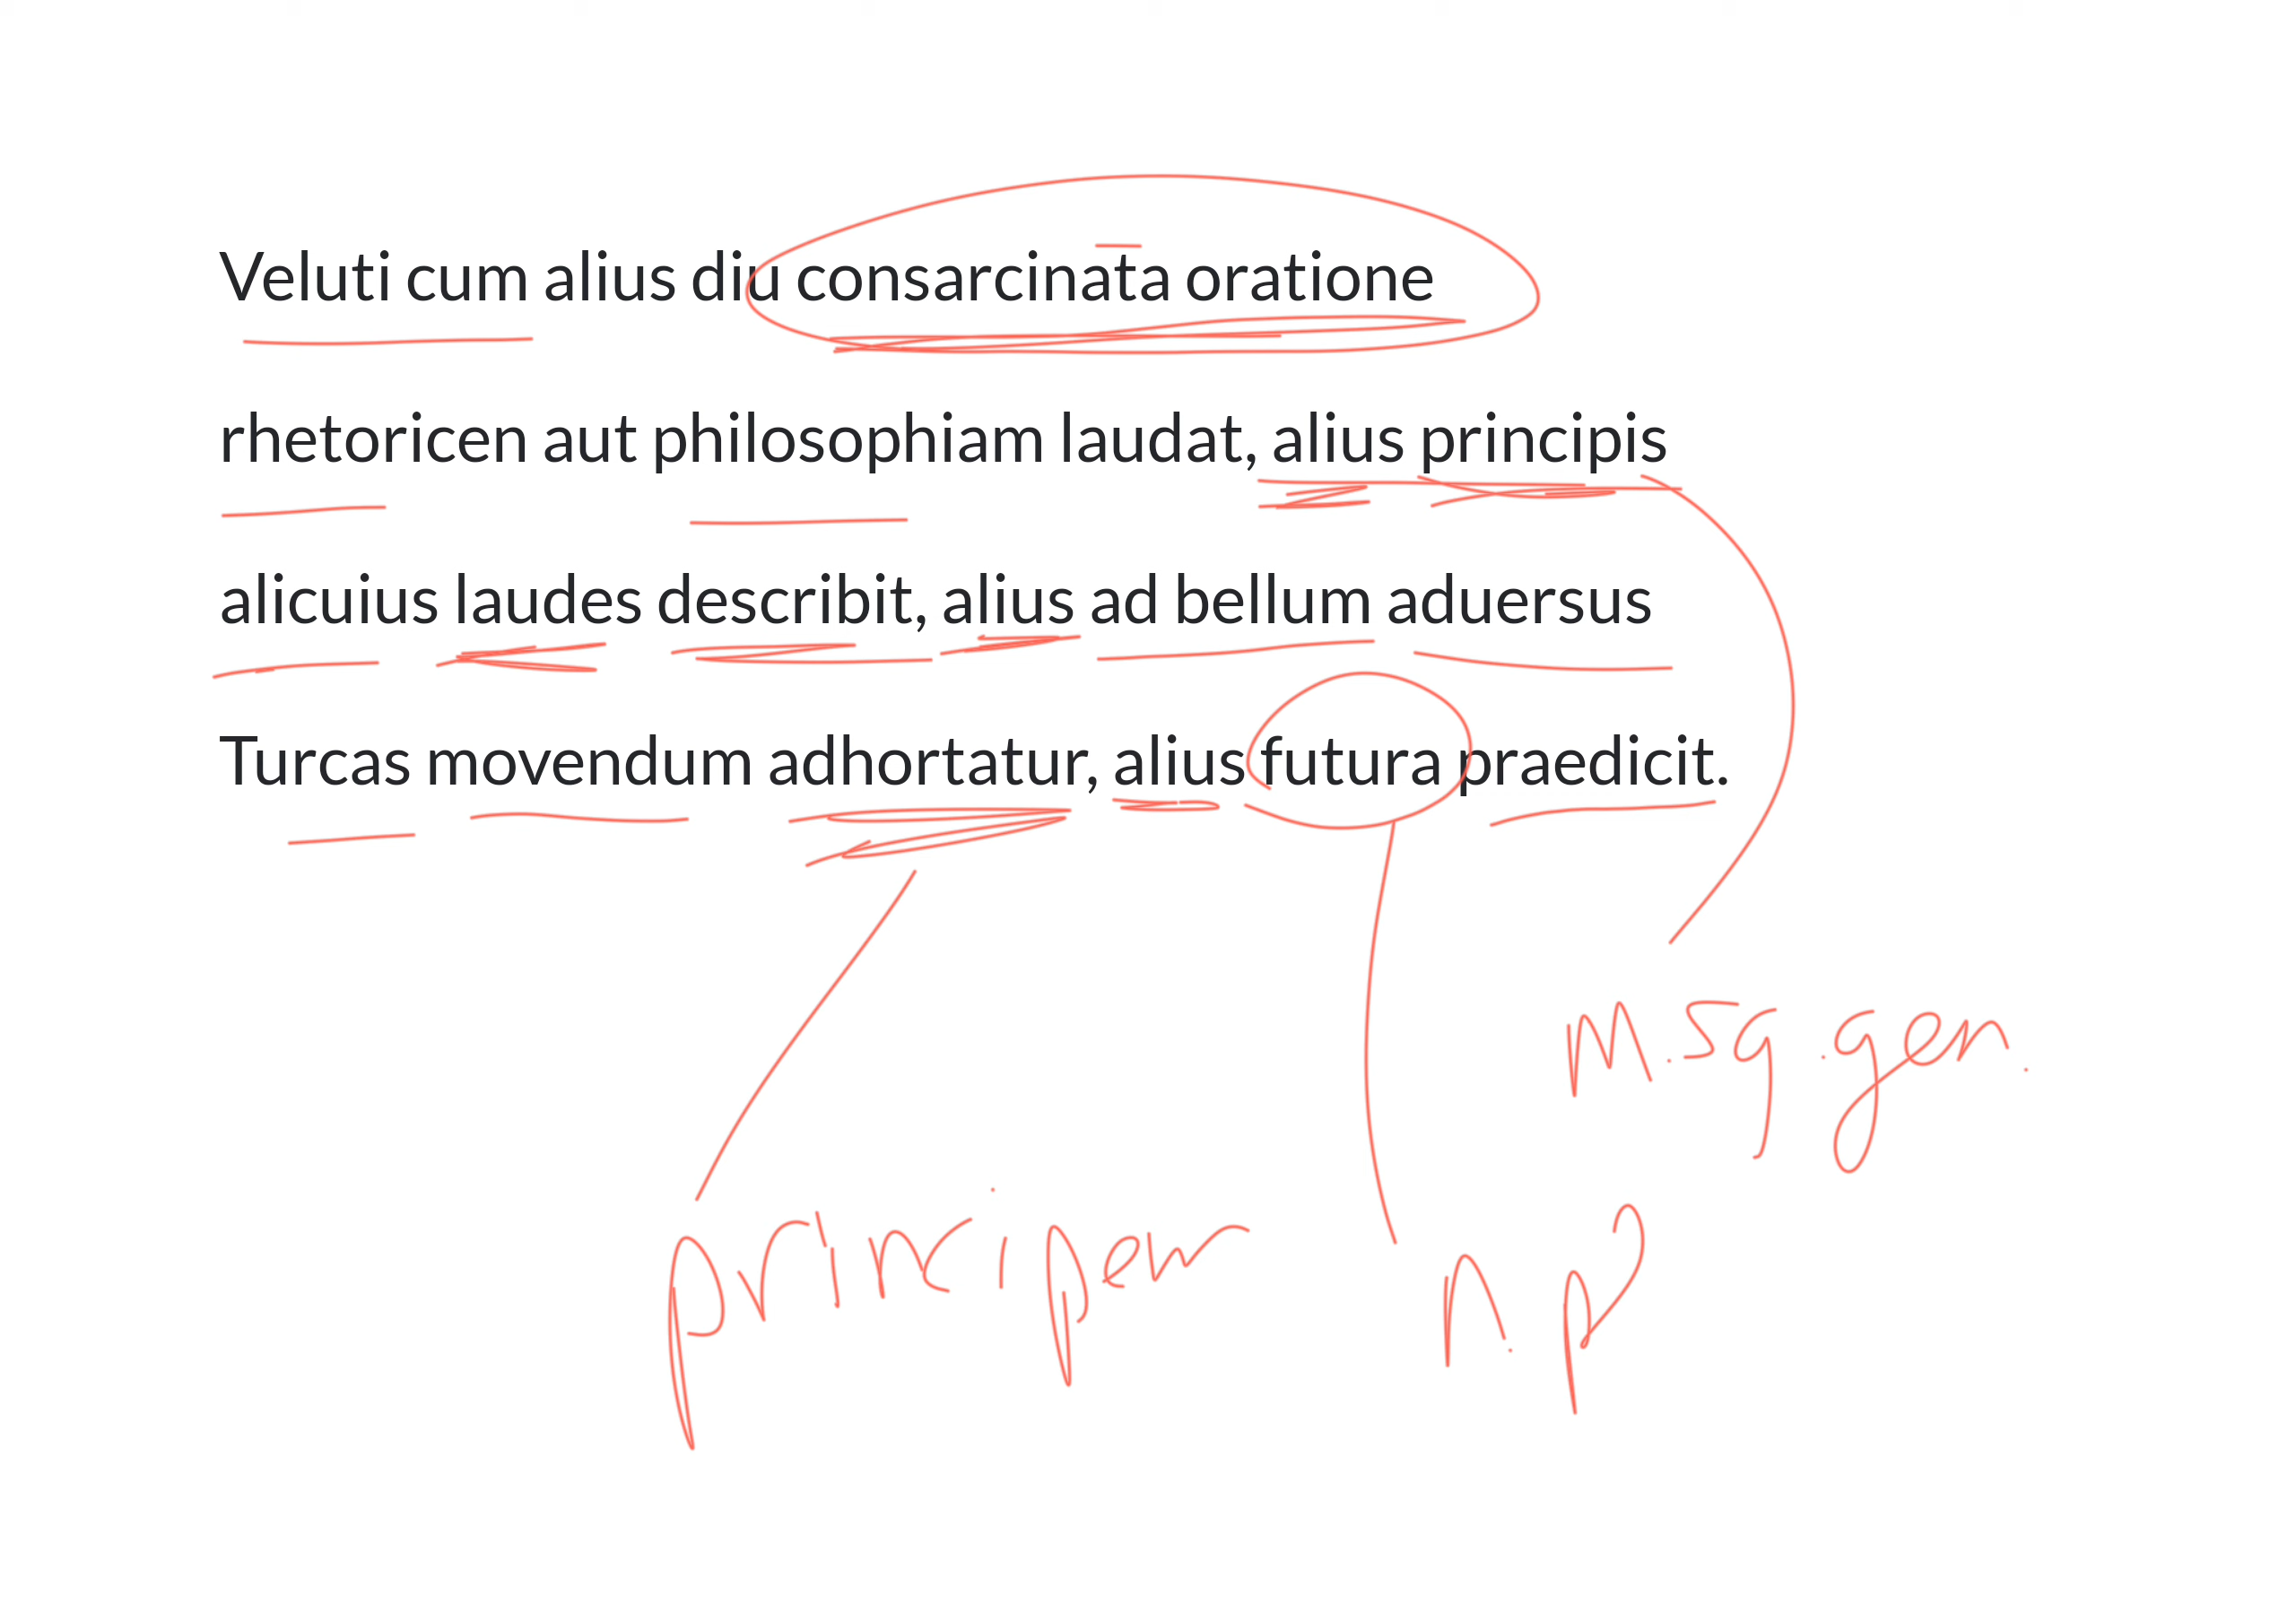 Veluti cum alius diu consarcinata oratione
rhetoricen aut philosophiam laudat, alius principis
alicuius laudes describit, alius ad bellum aduersus
Turcas movendum adhortatur, alius futura praedicit.
m.sg.gen.
principem
n.pl